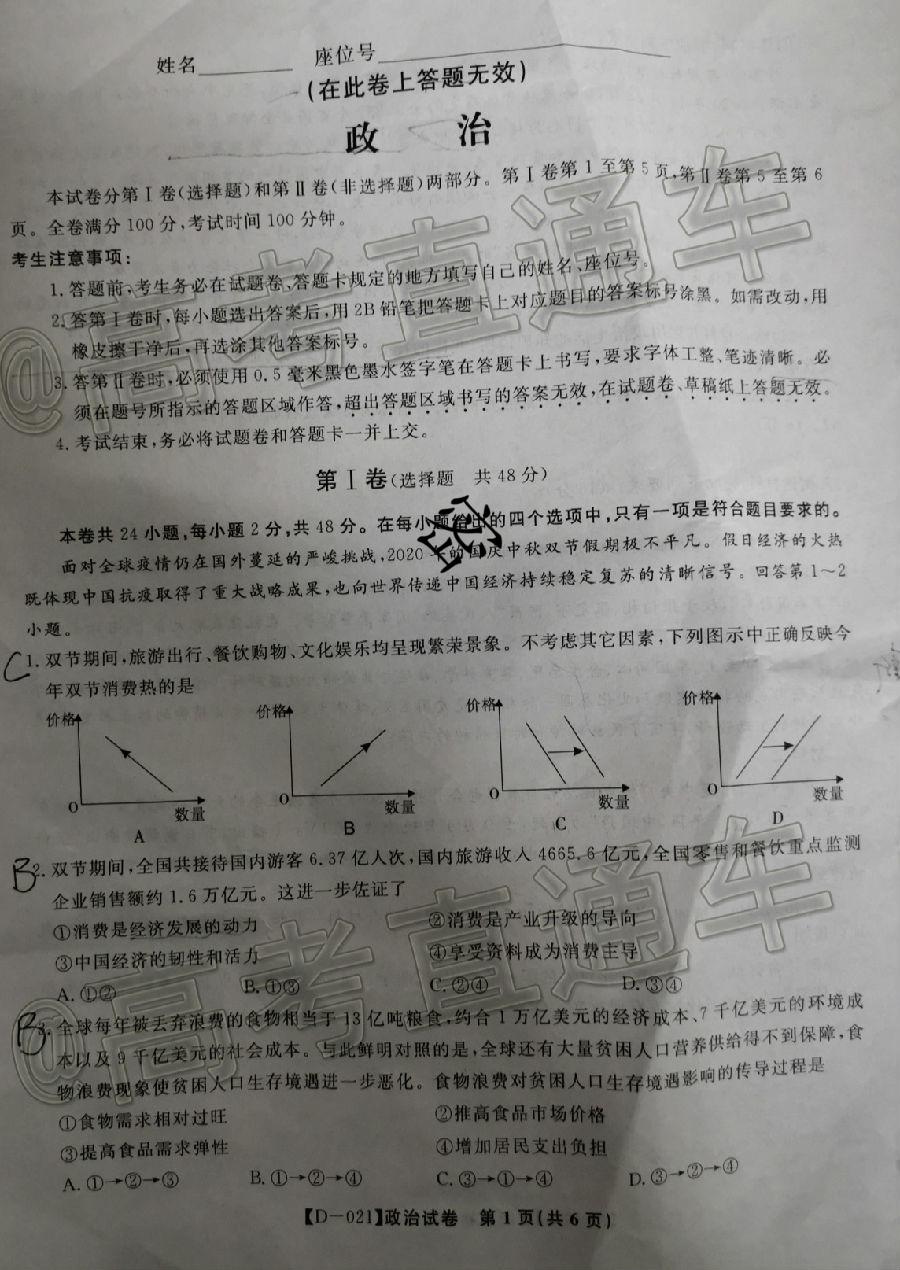 姓名 座位号
(在此卷上答题无效)
政 治
本试卷分第Ⅰ卷(选择题)和第Ⅱ卷(非选择题)两部分。第Ⅰ卷第1至第5页,第Ⅱ卷第5至第6
页。全卷满分100分,考试时间100分钟。
考生注意事项:
1.答题前,考生务必在试题卷、答题卡规定的地方填写自己的姓名、座位号。
2.答第Ⅰ卷时,每小题选出答案后,用2B铅笔把答题卡上对应题目的答案标号涂黑。如需改动,用
橡皮擦干净后,再选涂其他答案标号。
3.答第Ⅱ卷时,必须使用0.5毫米黑色墨水签字笔在答题卡上书写,要求字体工整、笔迹清晰。必
须在题号所指示的答题区域作答,超出答题区域书写的答案无效,在试题卷、草稿纸上答题无效。
4.考试结束,务必将试题卷和答题卡一并上交。
第Ⅰ卷(选择题 共48分)
本卷共24小题,每小题2分,共48分。在每小题给出的四个选项中,只有一项是符合题目要求的。
面对全球疫情仍在国外蔓延的严峻挑战,2020年的国庆中秋双节假期极不平凡。假日经济的火热
既体现中国抗疫取得了重大战略成果,也向世界传递中国经济持续稳定复苏的清晰信号。回答第1~2
小题。
C 1.双节期间,旅游出行、餐饮购物、文化娱乐均呈现繁荣景象。不考虑其它因素,下列图示中正确反映今
年双节消费热的是
价格 价格 价格 价格
O 数量 O 数量 O 数量 O 数量
A B C D
B 2.双节期间,全国共接待国内游客6.37亿人次,国内旅游收入4665.6亿元,全国零售和餐饮重点监测
企业销售额约1.6万亿元。这进一步佐证了
①消费是经济发展的动力 ②消费是产业升级的导向
③中国经济的韧性和活力 ④享受资料成为消费主导
A.①② B.①③ C.②④ D.③④
B 3.全球每年被丢弃浪费的食物相当于13亿吨粮食,约合1万亿美元的经济成本、7千亿美元的环境成
本以及9千亿美元的社会成本。与此鲜明对照的是,全球还有大量贫困人口营养供给得不到保障,食
物浪费现象使贫困人口生存境遇进一步恶化。食物浪费对贫困人口生存境遇影响的传导过程是
①食物需求相对过旺 ②推高食品市场价格
③提高食品需求弹性 ④增加居民支出负担
A.①→②→③ B.①→②→④ C.①→③→④ D.③→②→④
【D-021】政治试卷 第1页(共6页)
@高考直通车
@高考直通车